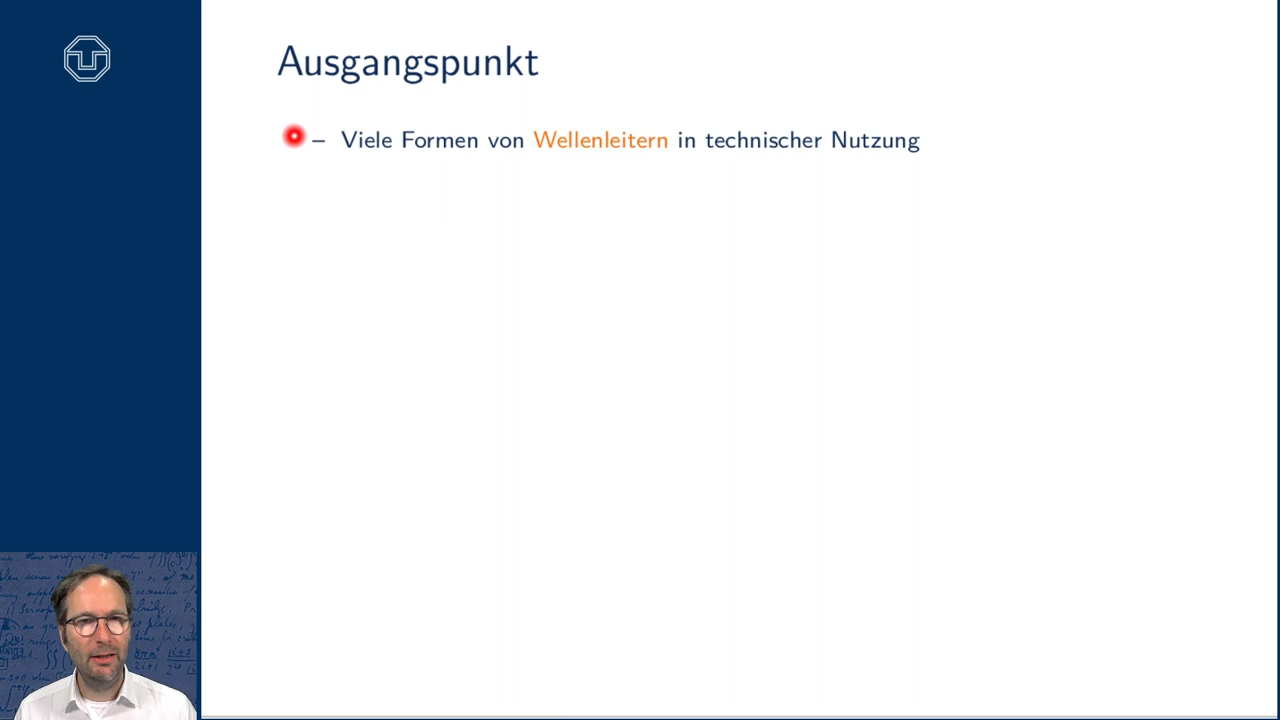 Ausgangspunkt
– Viele Formen von Wellenleitern in technischer Nutzung